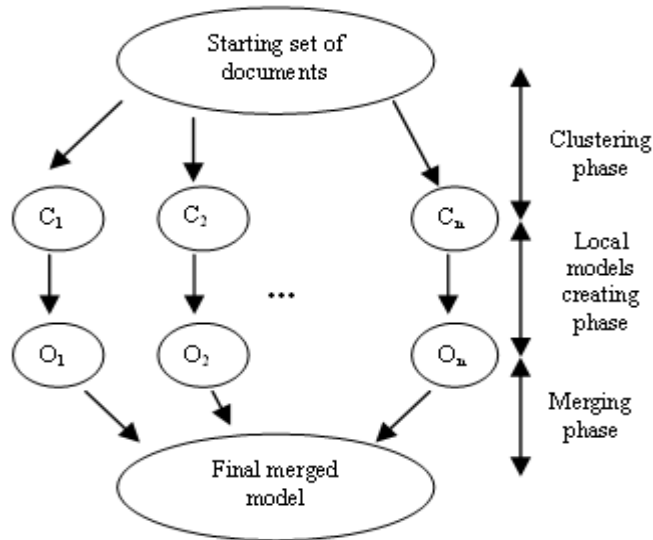 Starting set of
documents
Clustering
phase
C₁
C₂
Cₙ
Local
models
creating
phase
...
O₁
O₂
Oₙ
Merging
phase
Final merged
model